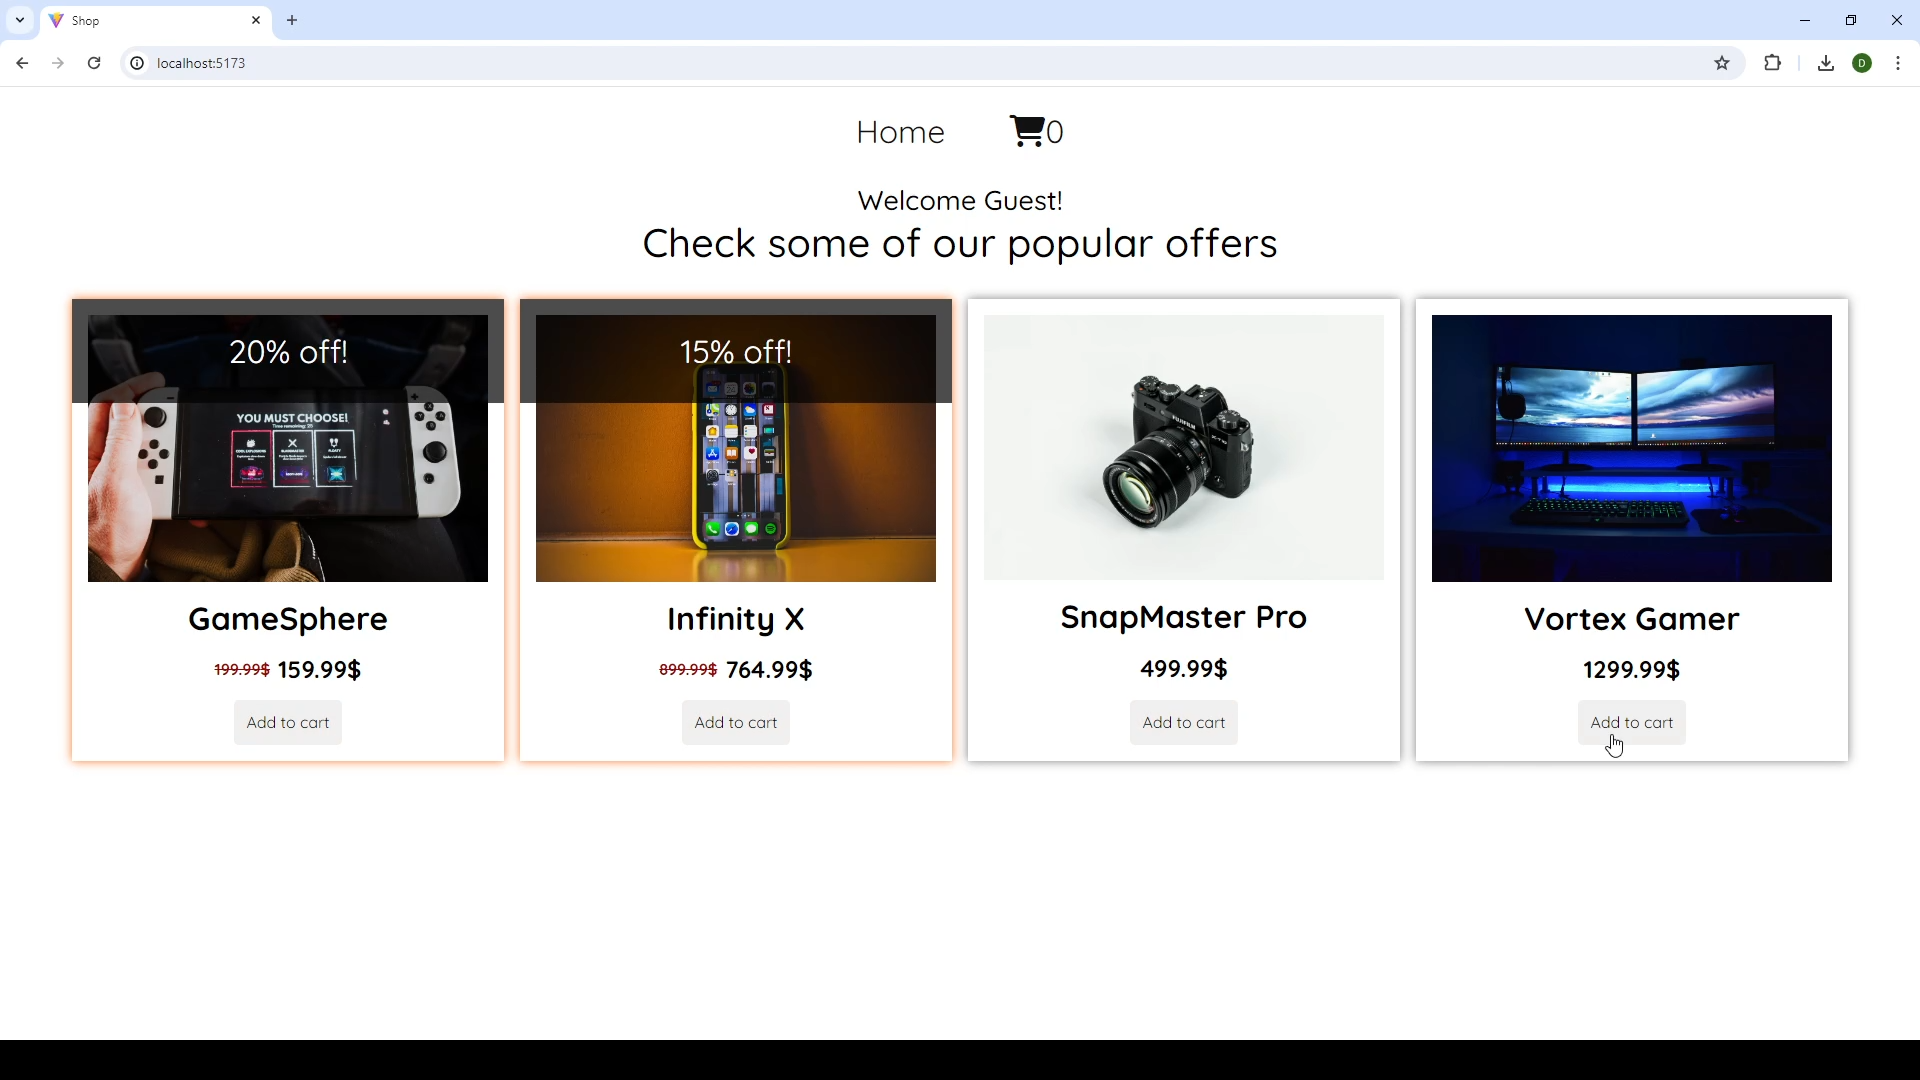 Shop
localhost:5173
D
Home
0
Welcome Guest!
Check some of our popular offers
20% off!
15% off!
YOU MUST CHOOSE!
GameSphere
Infinity X
SnapMaster Pro
Vortex Gamer
199.99$ 159.99$
899.99$ 764.99$
499.99$
1299.99$
Add to cart
Add to cart
Add to cart
Add to cart